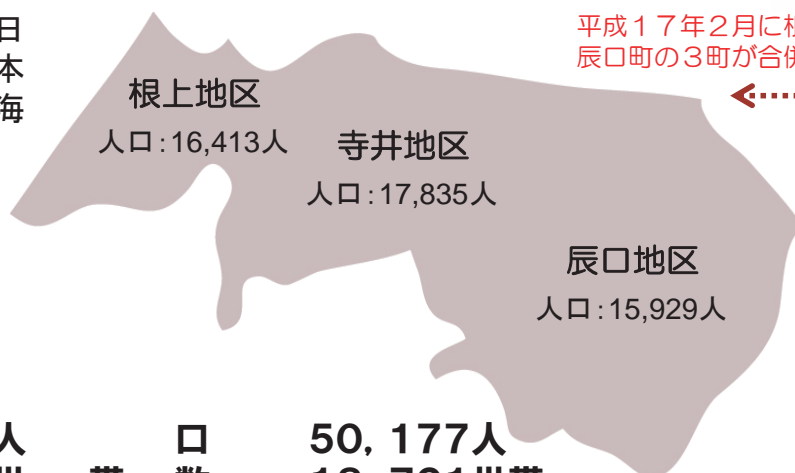 日本海
平成17年2月に根
辰口町の3町が合併
根上地区
人口:16,413人
寺井地区
人口:17,835人
辰口地区
人口:15,929人
人口 50,177人